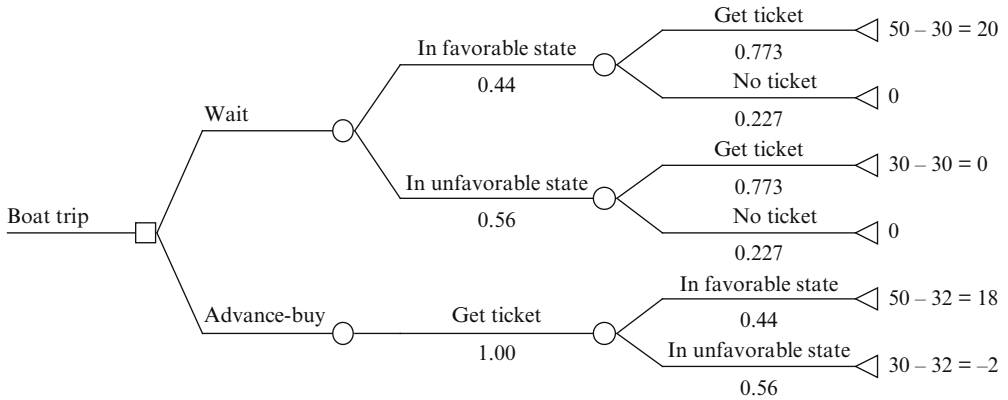 Get ticket
50 – 30 = 20
In favorable state
0.773
0.44
No ticket
0
Wait
0.227
Get ticket
30 – 30 = 0
In unfavorable state
0.773
0.56
No ticket
Boat trip
0
0.227
In favorable state
Advance-buy
Get ticket
50 – 32 = 18
0.44
1.00
In unfavorable state
30 – 32 = –2
0.56